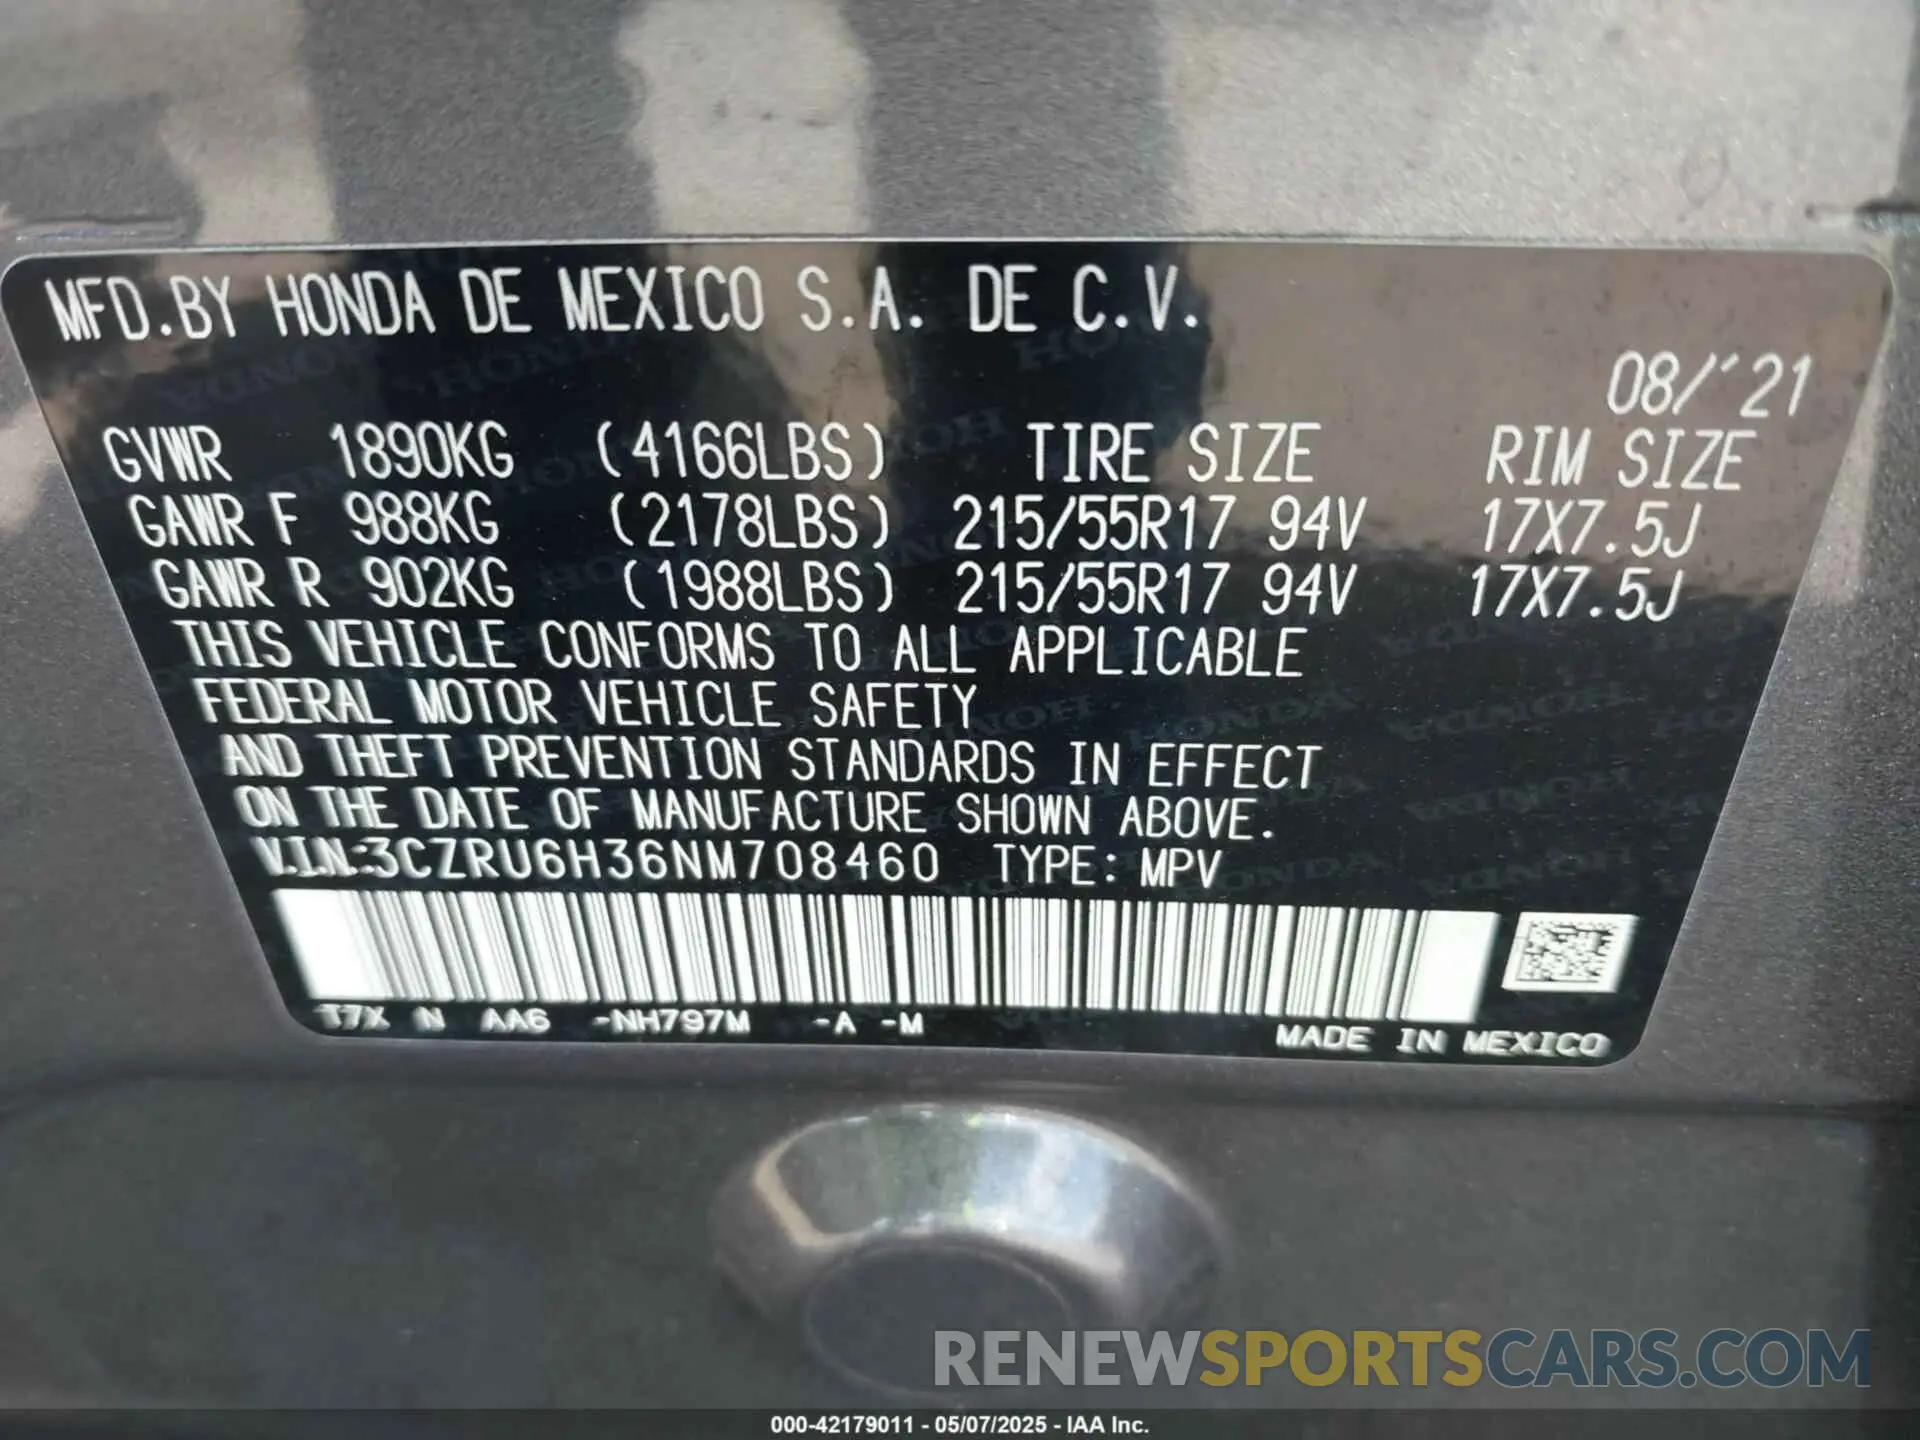 MFD.BY HONDA DE MEXICO S.A. DE C.V.
08/'21
GVWR 1890KG (4166LBS) TIRE SIZE RIM SIZE
GAWR F 988KG (2178LBS) 215/55R17 94V 17X7.5J
GAWR R 902KG (1988LBS) 215/55R17 94V 17X7.5J
THIS VEHICLE CONFORMS TO ALL APPLICABLE
FEDERAL MOTOR VEHICLE SAFETY
AND THEFT PREVENTION STANDARDS IN EFFECT
ON THE DATE OF MANUFACTURE SHOWN ABOVE.
V.I.N:3CZRU6H36NM708460 TYPE: MPV
T7X N AA6 -NH797M -A -M
MADE IN MEXICO
RENEWSPORTSCARS.COM
000-42179011 - 05/07/2025 - IAA Inc.